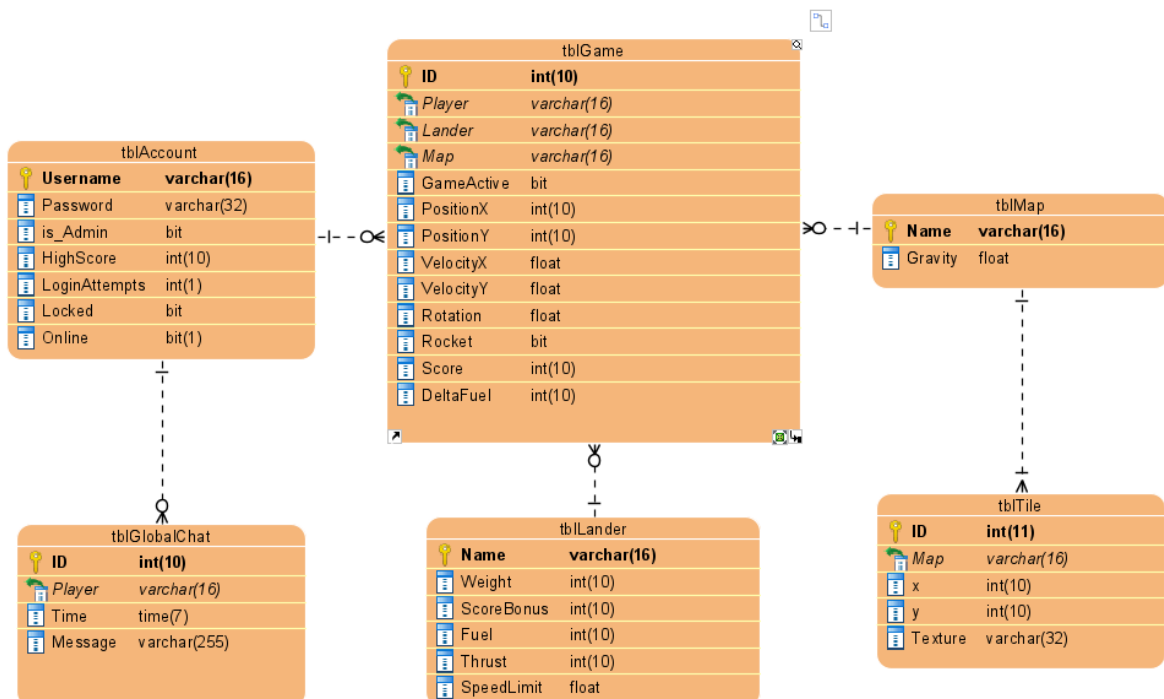 tblGame
ID int(10)
Player varchar(16)
Lander varchar(16)
Map varchar(16)
GameActive bit
PositionX int(10)
PositionY int(10)
VelocityX float
VelocityY float
Rotation float
Rocket bit
Score int(10)
DeltaFuel int(10)
tblAccount
Username varchar(16)
Password varchar(32)
is_Admin bit
HighScore int(10)
LoginAttempts int(1)
Locked bit
Online bit(1)
tblMap
Name varchar(16)
Gravity float
tblGlobalChat
ID int(10)
Player varchar(16)
Time time(7)
Message varchar(255)
tblLander
Name varchar(16)
Weight int(10)
ScoreBonus int(10)
Fuel int(10)
Thrust int(10)
SpeedLimit float
tblTile
ID int(11)
Map varchar(16)
x int(10)
y int(10)
Texture varchar(32)